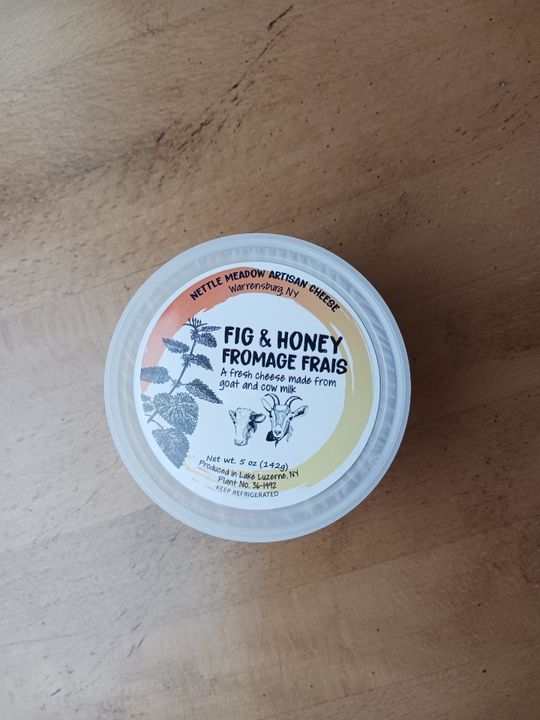 NETTLE MEADOW ARTISAN CHEESE
Warrensburg, NY
FIG & HONEY
FROMAGE FRAIS
A fresh cheese made from
goat and cow milk
Net wt. 5 oz (142g)
Produced in Lake Luzerne, NY
Plant No. 36-1492
KEEP REFRIGERATED